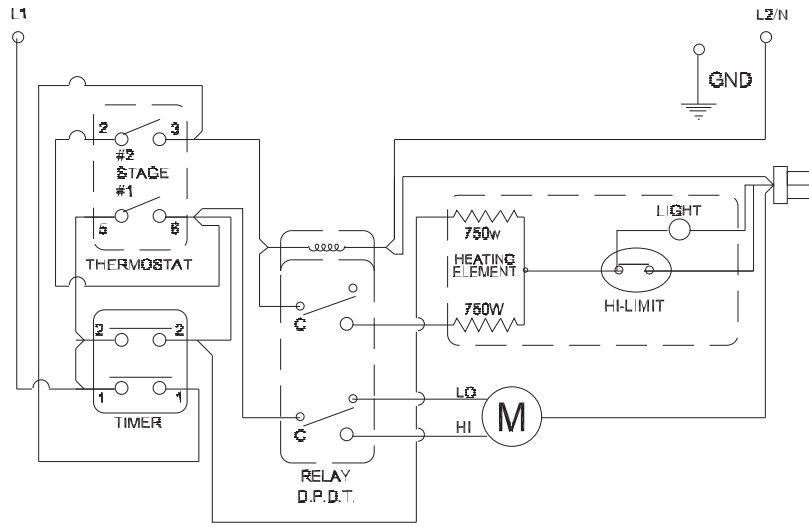 L1
L2/N
GND
2
3
#2
STAGE
#1
5
6
THERMOSTAT
LIGHT
750w
HEATING
ELEMENT
750W
HI-LIMIT
2
2
C
1
1
TIMER
LO
M
HI
C
RELAY
D.P.D.T.